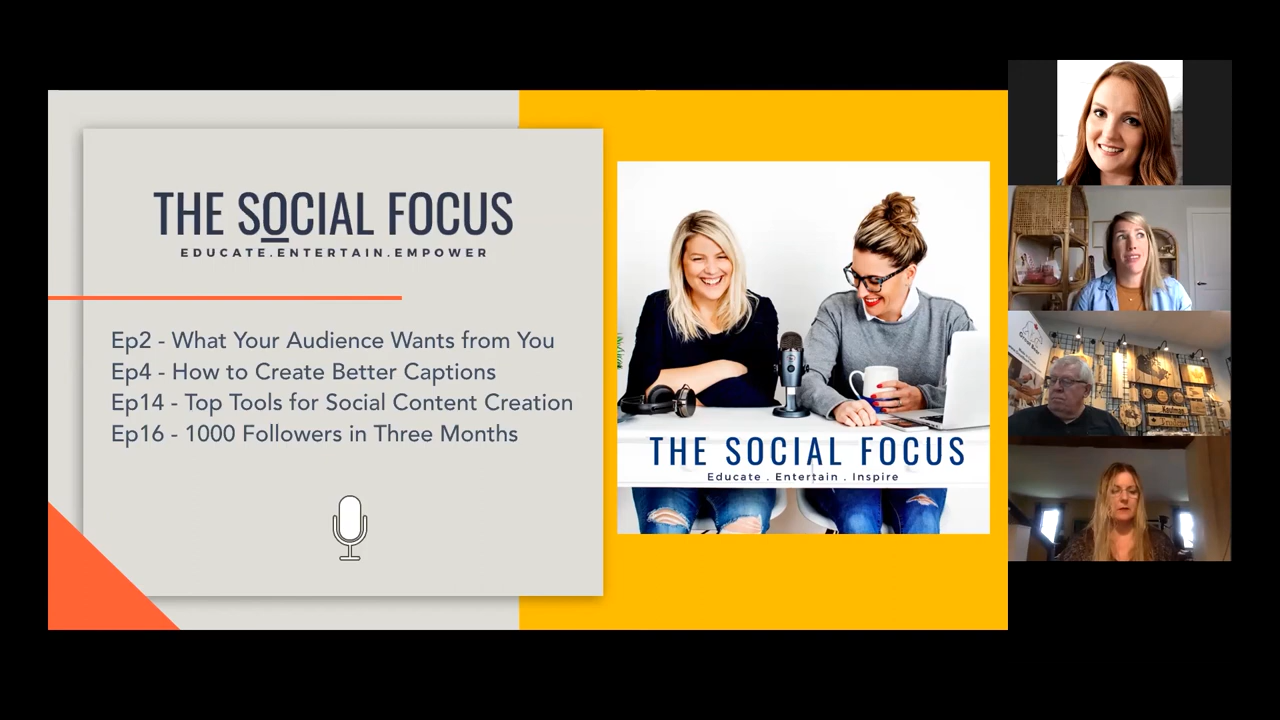 THE SOCIAL FOCUS
EDUCATE.ENTERTAIN.EMPOWER
Ep2 - What Your Audience Wants from You
Ep4 - How to Create Better Captions
Ep14 - Top Tools for Social Content Creation
Ep16 - 1000 Followers in Three Months
THE SOCIAL FOCUS
Educate . Entertain . Inspire